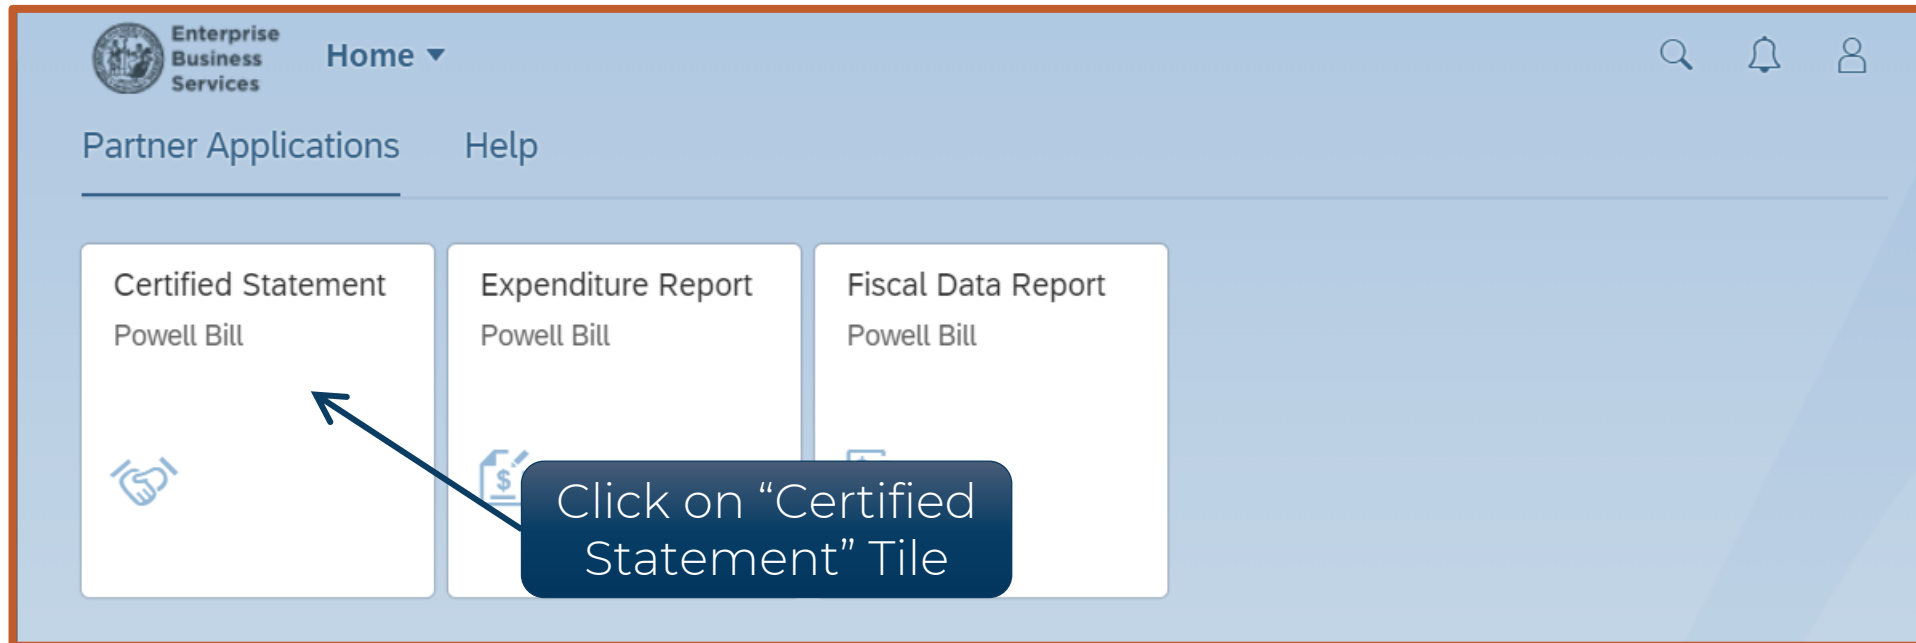 Enterprise
Business
Services
Home
Partner Applications
Help
Certified Statement
Powell Bill
Expenditure Report
Powell Bill
Fiscal Data Report
Powell Bill
$
Click on “Certified
Statement” Tile